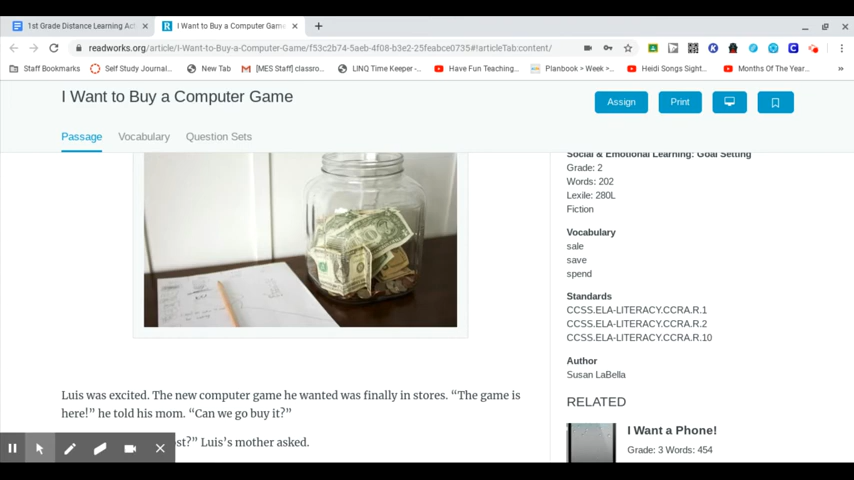 1st Grade Distance Learning Act
I Want to Buy a Computer Game
readworks.org/article/I-Want-to-Buy-a-Computer-Game/f53c2b74-5aeb-4f08-b3e2-25feabce0735#!articleTab:content/
Staff Bookmarks
Self Study Journal...
New Tab
[MES Staff] classro...
LINQ Time Keeper -...
Have Fun Teaching...
Planbook > Week >...
Heidi Songs Sight...
Months Of The Year...
I Want to Buy a Computer Game
Assign
Print
Passage
Vocabulary
Question Sets
Luis was excited. The new computer game he wanted was finally in stores. “The game is
here!” he told his mom. “Can we go buy it?”
Luis’s mother asked.
Social & Emotional Learning: Goal Setting
Grade: 2
Words: 202
Lexile: 280L
Fiction
Vocabulary
sale
save
spend
Standards
CCSS.ELA-LITERACY.CCRA.R.1
CCSS.ELA-LITERACY.CCRA.R.2
CCSS.ELA-LITERACY.CCRA.R.10
Author
Susan LaBella
RELATED
I Want a Phone!
Grade: 3 Words: 454